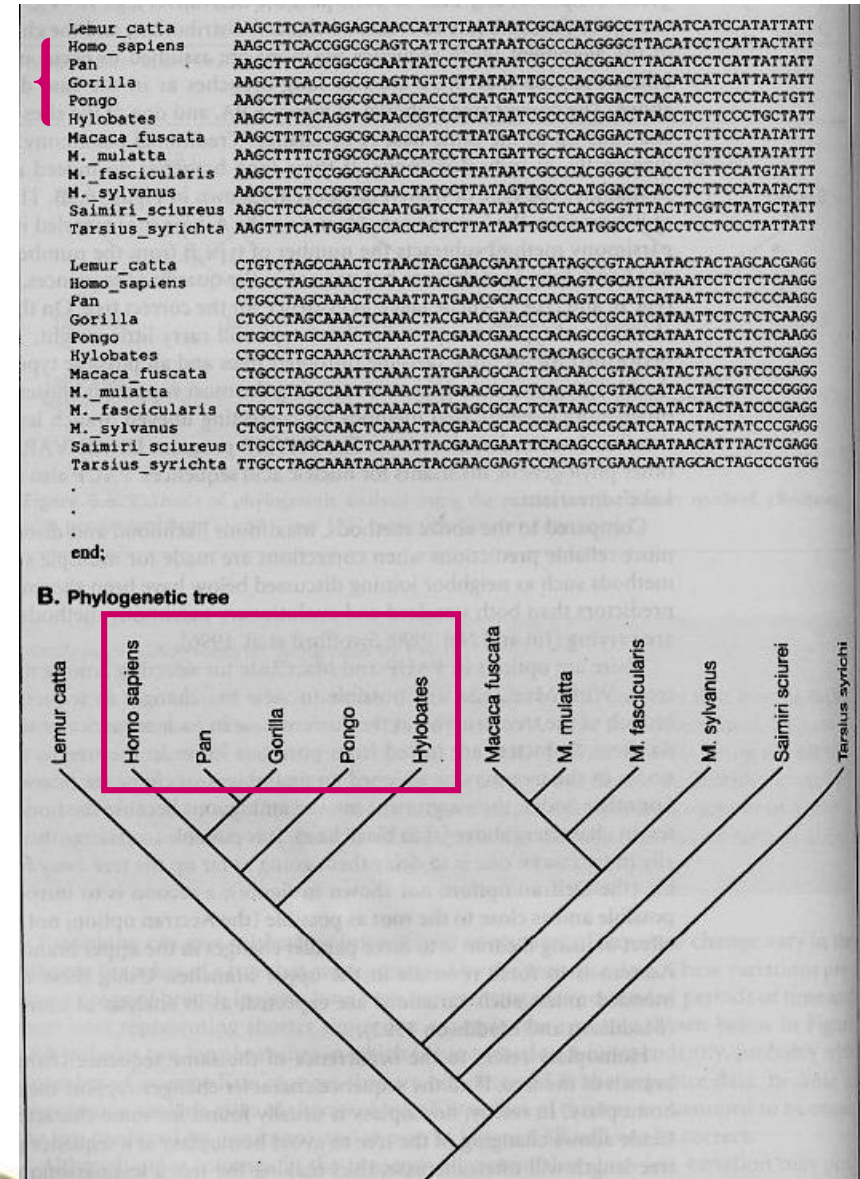 Lemur_catta AAGCTTCATAGGAGCAACCATTCTAATAATCGCACATGGCCTTACATCATCCATATTATT
Homo_sapiens AAGCTTCACCGGCGCAGTCATTCTCATAATCGCCCACGGGCTTACATCCTCATTACTATT
Pan AAGCTTCACCGGCGCAATTATCCTCATAATCGCCCACGGACTTACATCCTCATTATTATT
Gorilla AAGCTTCACCGGCGCAGTTGTTCTTATAATTGCCCACGGACTTACATCATCATTATTATT
Pongo AAGCTTCACCGGCGCAACCACCCTCATGATTGCCCATGGACTCACATCCTCCCTACTGTT
Hylobates AAGCTTTACAGGTGCAACCGTCCTCATAATCGCCCACGGACTAACCTCTTCCCTGCTATT
Macaca_fuscata AAGCTTTTCCGGCGCAACCATCCTTATGATCGCTCACGGACTCACCTCTTCCATATATTT
M._mulatta AAGCTTTTCTGGCGCAACCATCCTCATGATTGCTCACGGACTCACCTCTTCCATATATTT
M._fascicularis AAGCTTCTCCGGCGCAACCACCCTTATAATCGCCCACGGGCTCACCTCTTCCATGTATTT
M._sylvanus AAGCTTCTCCGGTGCAACTATCCTTATAGTTGCCCATGGACTCACCTCTTCCATATACTT
Saimiri_sciureus AAGCTTCACCGGCGCAATGATCCTAATAATCGCTCACGGGTTTACTTCGTCTATGCTATT
Tarsius_syrichta AAGTTTCATTGGAGCCACCACTCTTATAATTGCCCATGGCCTCACCTCCTCCCTATTATT
Lemur_catta CTGTCTAGCCAACTCTAACTACGAACGAATCCATAGCCGTACAATACTACTAGCACGAGG
Homo_sapiens CTGCCTAGCAAACTCAAACTACGAACGCACTCACAGTCGCATCATAATCCTCTCTCAAGG
Pan CTGCCTAGCAAACTCAAATTATGAACGCACCCACAGTCGCATCATAATTCTCTCCCAAGG
Gorilla CTGCCTAGCAAACTCAAACTACGAACGAACCCACAGCCGCATCATAATTCTCTCTCAAGG
Pongo CTGCCTAGCAAACTCAAACTACGAACGAACCCACAGCCGCATCATAATCCTCTCTCAAGG
Hylobates CTGCCTTGCAAACTCAAACTACGAACGAACTCACAGCCGCATCATAATCCTATCTCGAGG
Macaca_fuscata CTGCCTAGCCAATTCAAACTATGAACGCACTCACAACCGTACCATACTACTGTCCCGAGG
M._mulatta CTGCCTAGCCAATTCAAACTATGAACGCACTCACAACCGTACCATACTACTGTCCCGGGG
M._fascicularis CTGCTTGGCCAATTCAAACTATGAGCGCACTCATAACCGTACCATACTACTATCCCGAGG
M._sylvanus CTGCTTGGCCAACTCAAACTACGAACGCACCCACAGCCGCATCATACTACTATCCCGAGG
Saimiri_sciureus CTGCCTAGCAAACTCAAATTACGAACGAATTCACAGCCGAACAATAACATTTACTCGAGG
Tarsius_syrichta TTGCCTAGCAAATACAAACTACGAACGAGTCCACAGTCGAACAATAGCACTAGCCCGTGG
.
.
.
end;
B. Phylogenetic tree
Lemur catta
Homo sapiens
Pan
Gorilla
Pongo
Hylobates
Macaca fuscata
M. mulatta
M. fascicularis
M. sylvanus
Saimiri sciurei
Tarsius syrichi